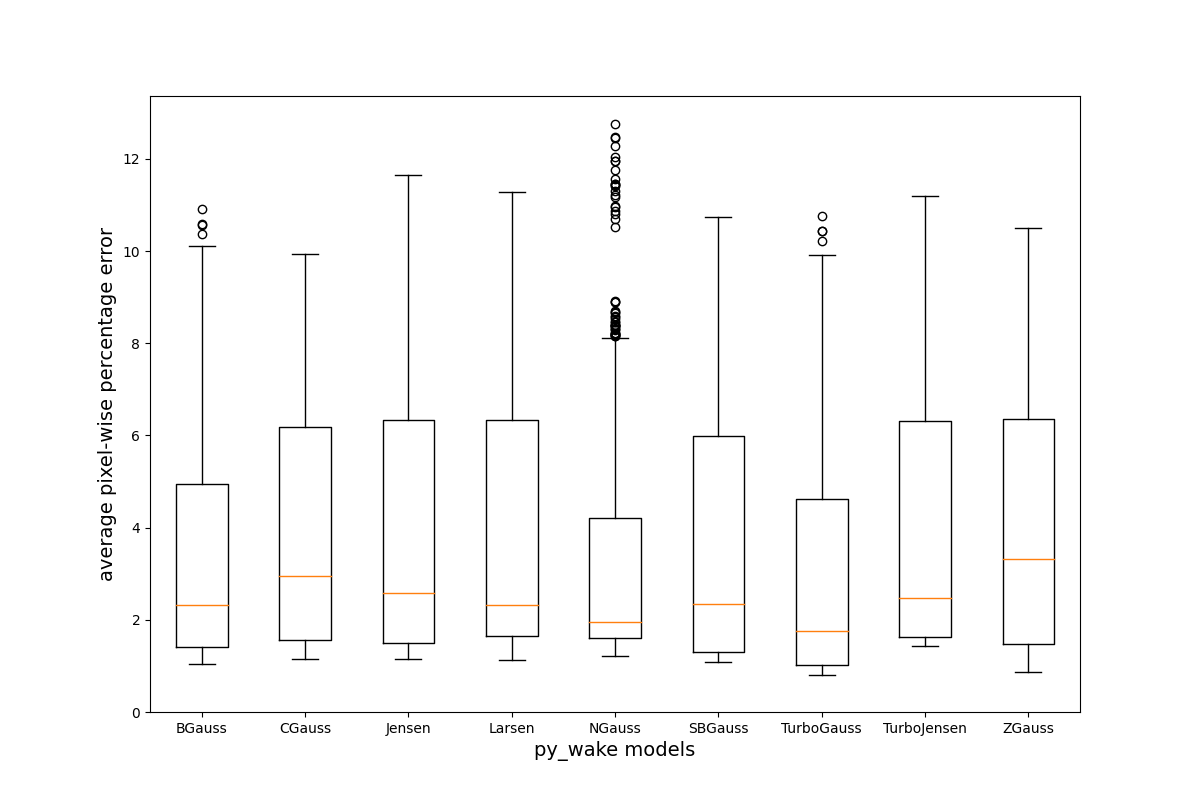 average pixel-wise percentage error
12
10
8
6
4
2
0
BGauss CGauss Jensen Larsen NGauss SBGauss TurboGauss TurboJensen ZGauss
py_wake models